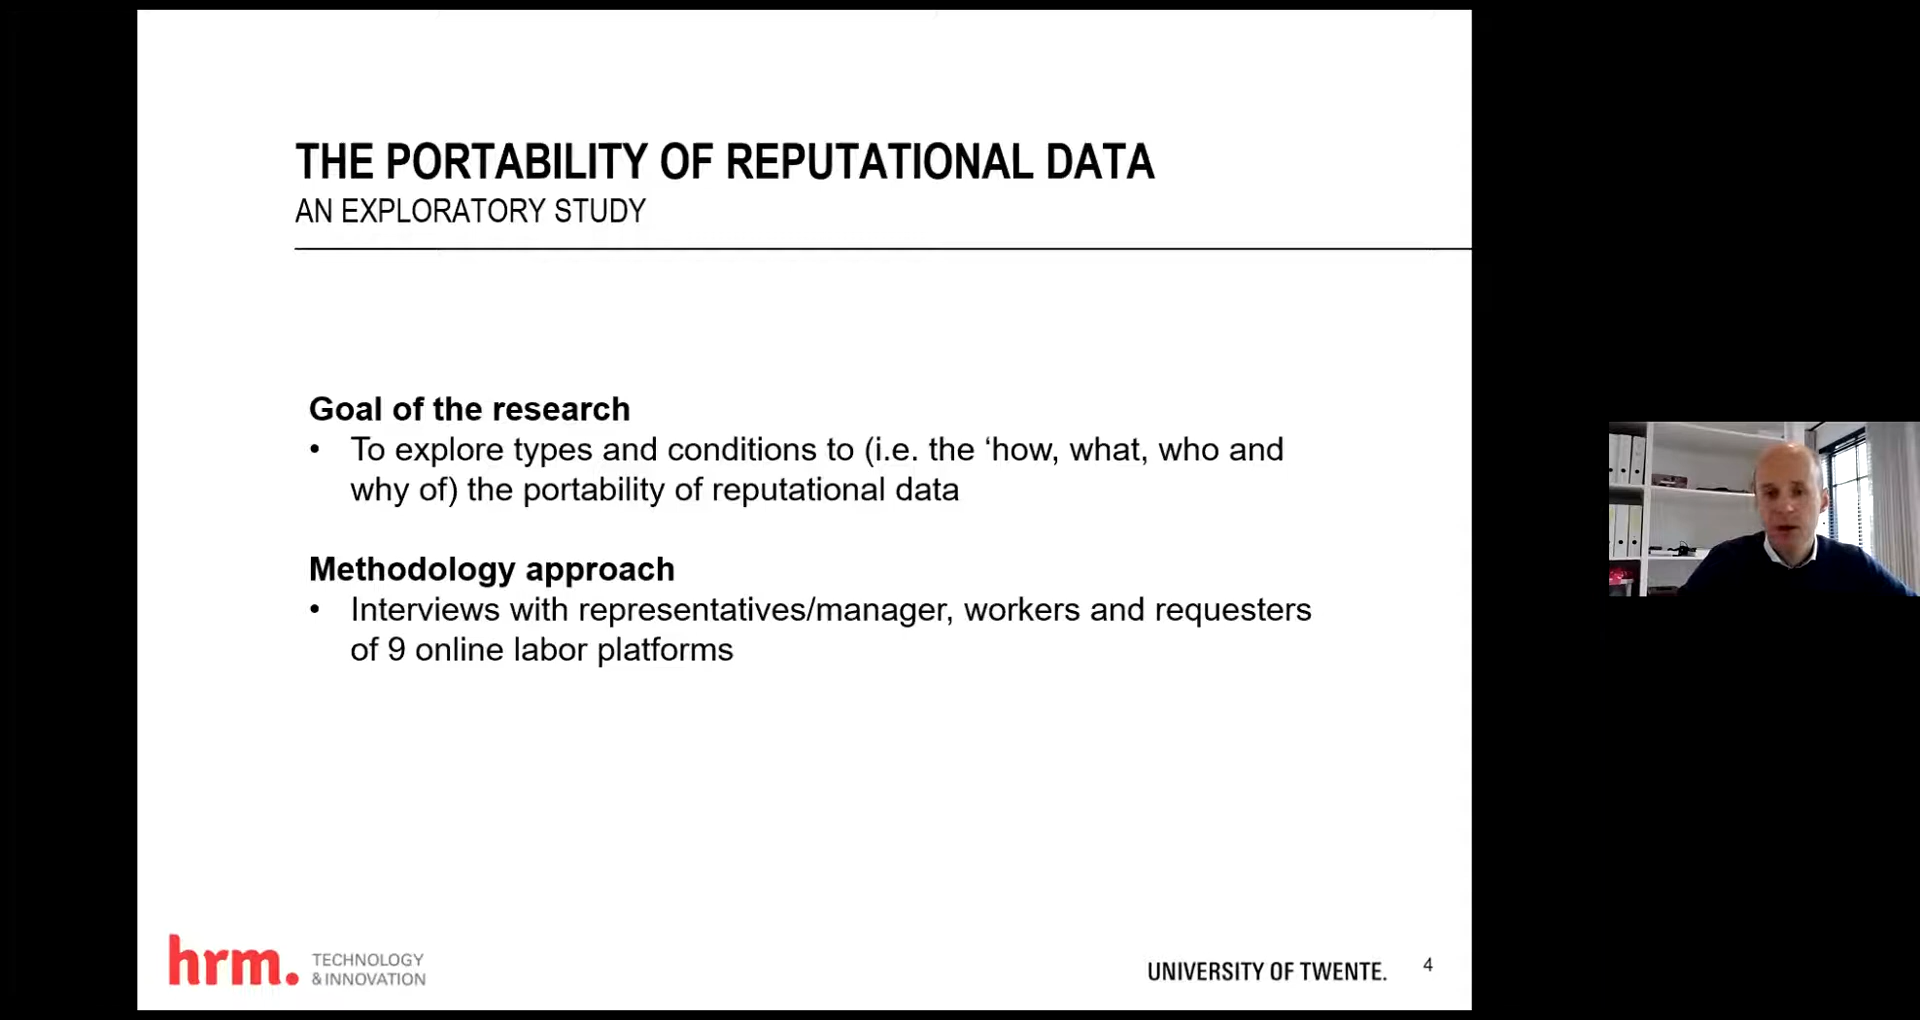 THE PORTABILITY OF REPUTATIONAL DATA
AN EXPLORATORY STUDY
Goal of the research
• To explore types and conditions to (i.e. the ‘how, what, who and
why of) the portability of reputational data
Methodology approach
• Interviews with representatives/manager, workers and requesters
of 9 online labor platforms
hrm. TECHNOLOGY
& INNOVATION
UNIVERSITY OF TWENTE. 4